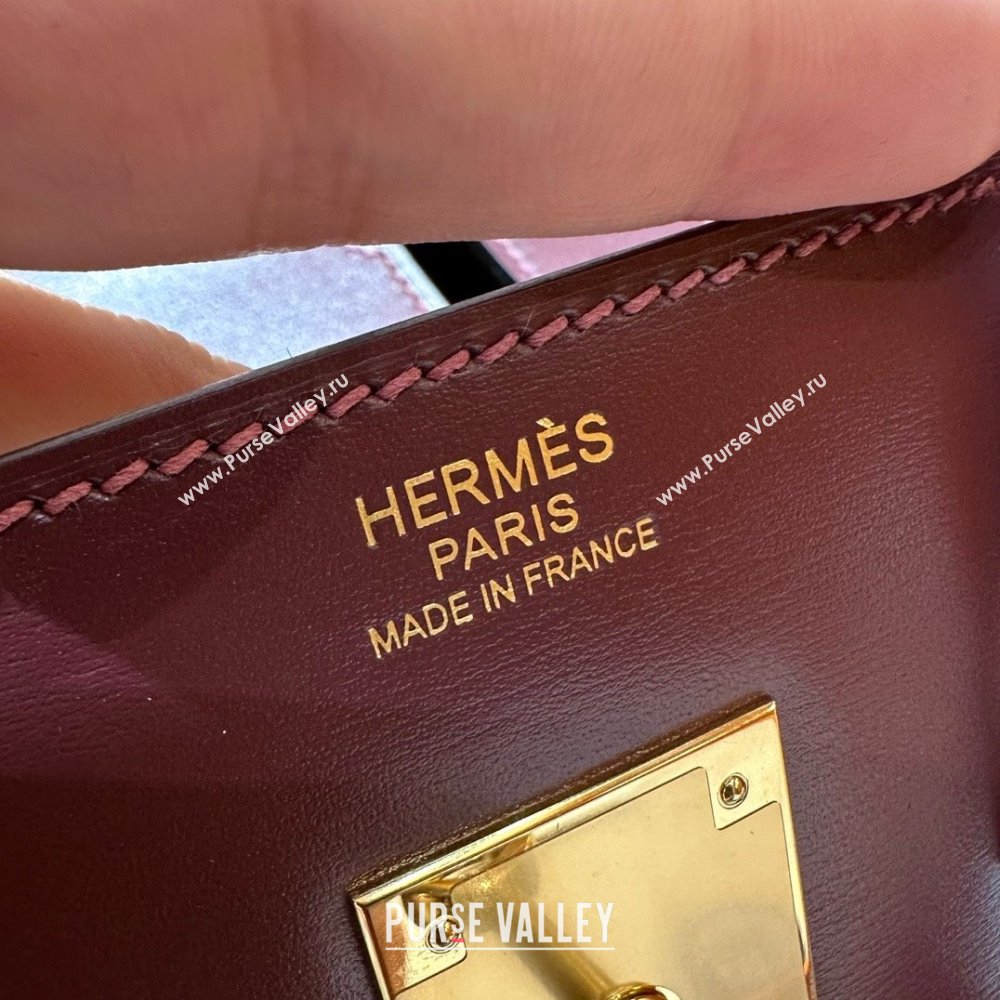 www.PurseValley.ru
www.PurseValley.ru
HERMÈS
PARIS
MADE IN FRANCE
PURSE VALLEY